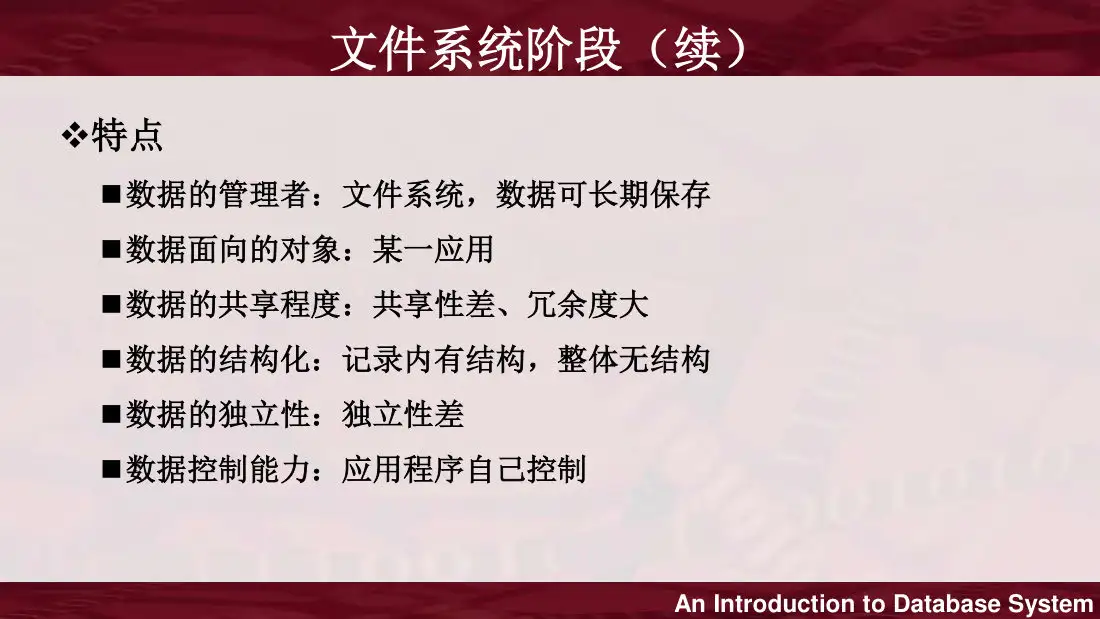 文件系统阶段（续）
❖特点
■数据的管理者：文件系统，数据可长期保存
■数据面向的对象：某一应用
■数据的共享程度：共享性差、冗余度大
■数据的结构化：记录内有结构，整体无结构
■数据的独立性：独立性差
■数据控制能力：应用程序自己控制
An Introduction to Database System